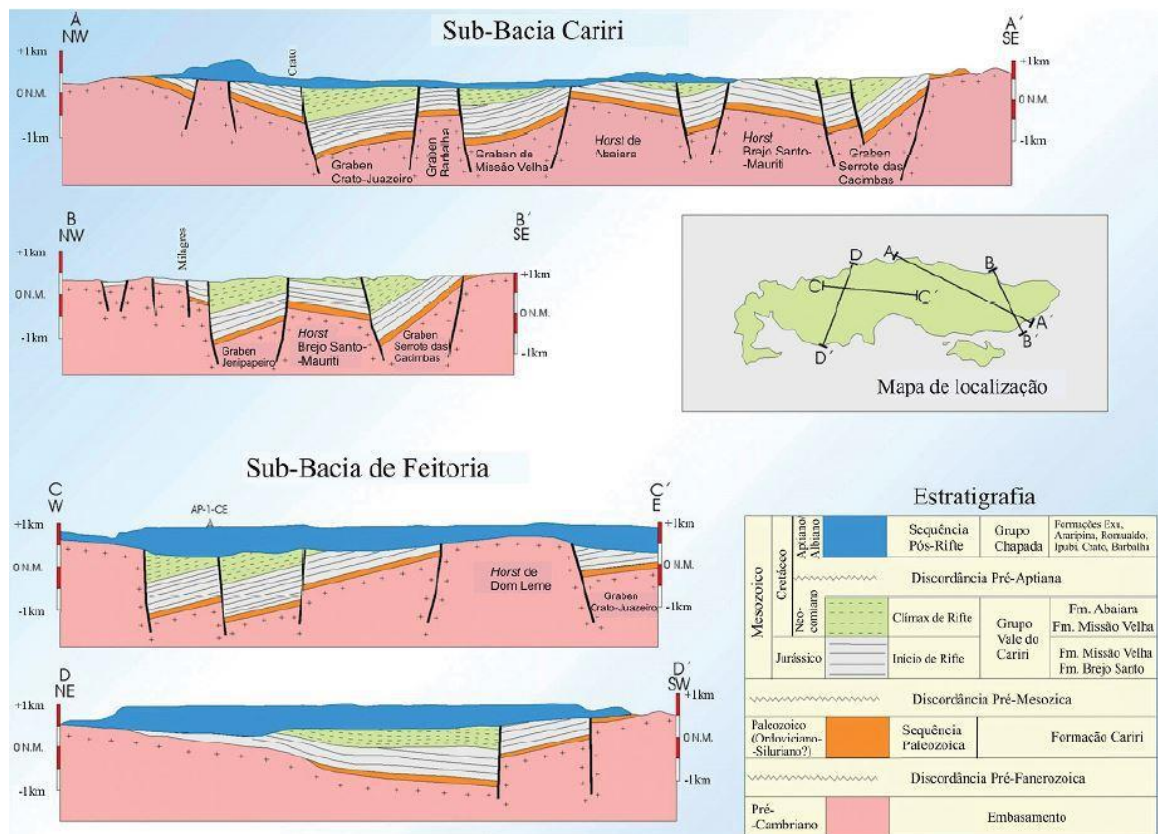 Sub-Bacia Cariri
A
NW
A´
SE
+1km
0 N.M.
-11m
Crato
+1km
0 N.M.
-1km
Graben
Crato-Juazeiro
Graben
Barbalha
Graben de
Missão Velha
Horst de
Abaiara
Horst
Brejo Santo-
-Mauriti
Graben
Serrote das
Cacimbas
B
NW
B´
SE
+1km
0 N.M.
-1km
Milagres
+1km
0 N.M.
-1km
Graben
Jenipapeiro
Horst
Brejo Santo-
-Mauriti
Graben
Serrote das
Cacimbas
A
B
C
D
A´
B´
C´
D´
Mapa de localização
Sub-Bacia de Feitoria
C
W
C´
E
AP-1-CE
+1km
0 N.M.
-1km
+1km
0 N.M.
-1km
Horst de
Dom Leme
Graben
Crato-Juazeiro
D
NE
D´
SW
+1km
0 N.M.
-1km
+1km
0 N.M.
-1km
Estratigrafia
Mesozoico
Cretáceo
Aptiano/
Albiano
Sequência
Pós-Rifte
Grupo
Chapada
Formações Exu,
Araripina, Romualdo,
Ipubi, Crato, Barbalha
Discordância Pré-Aptiana
Neo-
comiano
Clímax de Rifte
Grupo
Vale do
Cariri
Fm. Abaiara
Fm. Missão Velha
Jurássico
Início de Rifte
Fm. Missão Velha
Fm. Brejo Santo
Discordância Pré-Mesozica
Paleozoico
(Ordoviciano-
-Siluriano?)
Sequência
Paleozoica
Formação Cariri
Discordância Pré-Fanerozoica
Pré-
-Cambriano
Embasamento